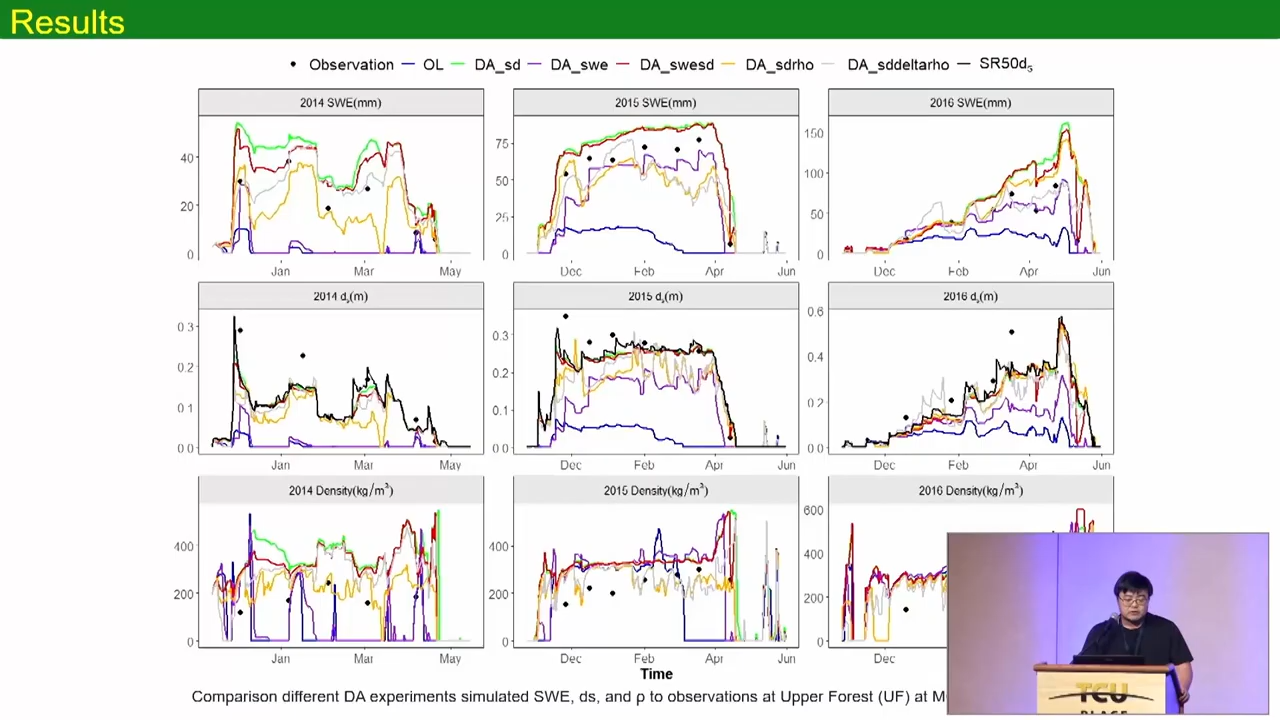 Results
Observation OL DA_sd DA_swe DA_swesd DA_sdrho DA_sddeltarho SR50ds
2014 SWE(mm) 2015 SWE(mm) 2016 SWE(mm)
40 75 150
20 50 100
0 25 50
0 0
Jan Mar May Dec Feb Apr Jun Dec Feb Apr Jun
2014 ds(m) 2015 ds(m) 2016 ds(m)
0.3 0.3 0.6
0.2 0.2 0.4
0.1 0.1 0.2
0.0 0.0 0.0
Jan Mar May Dec Feb Apr Jun Dec Feb Apr Jun
2014 Density(kg/m³) 2015 Density(kg/m³) 2016 Density(kg/m³)
400 400 600
200 200 400
0 0 200
0
Jan Mar May Dec Feb Apr Jun Dec
Time
Comparison different DA experiments simulated SWE, ds, and ρ to observations at Upper Forest (UF) at
TCU
PLACE